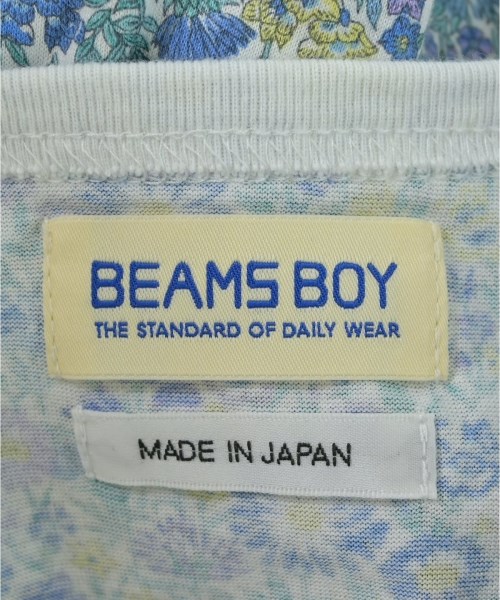 BEAMS BOY
THE STANDARD OF DAILY WEAR
MADE IN JAPAN